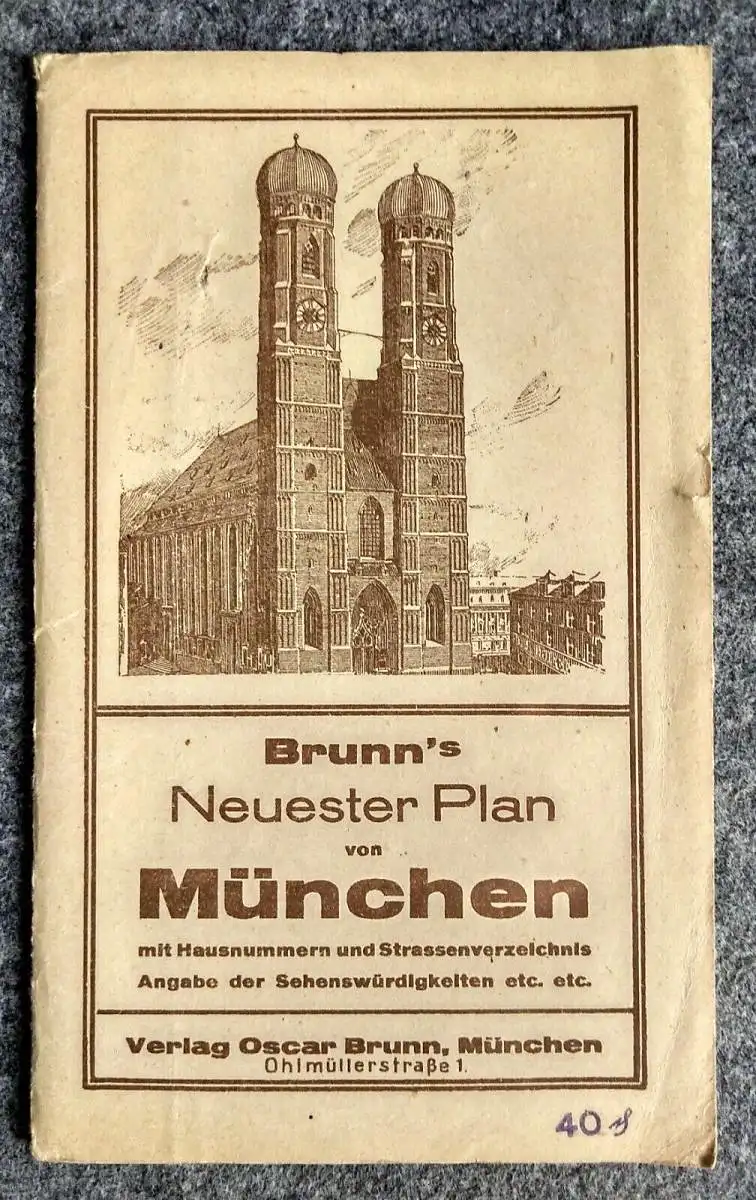 Brunn's
Neuester Plan
von
München
mit Hausnummern und Strassenverzeichnis
Angabe der Sehenswürdigkeiten etc. etc.
Verlag Oscar Brunn, München
Ohlmüllerstraße 1.
40 ₰